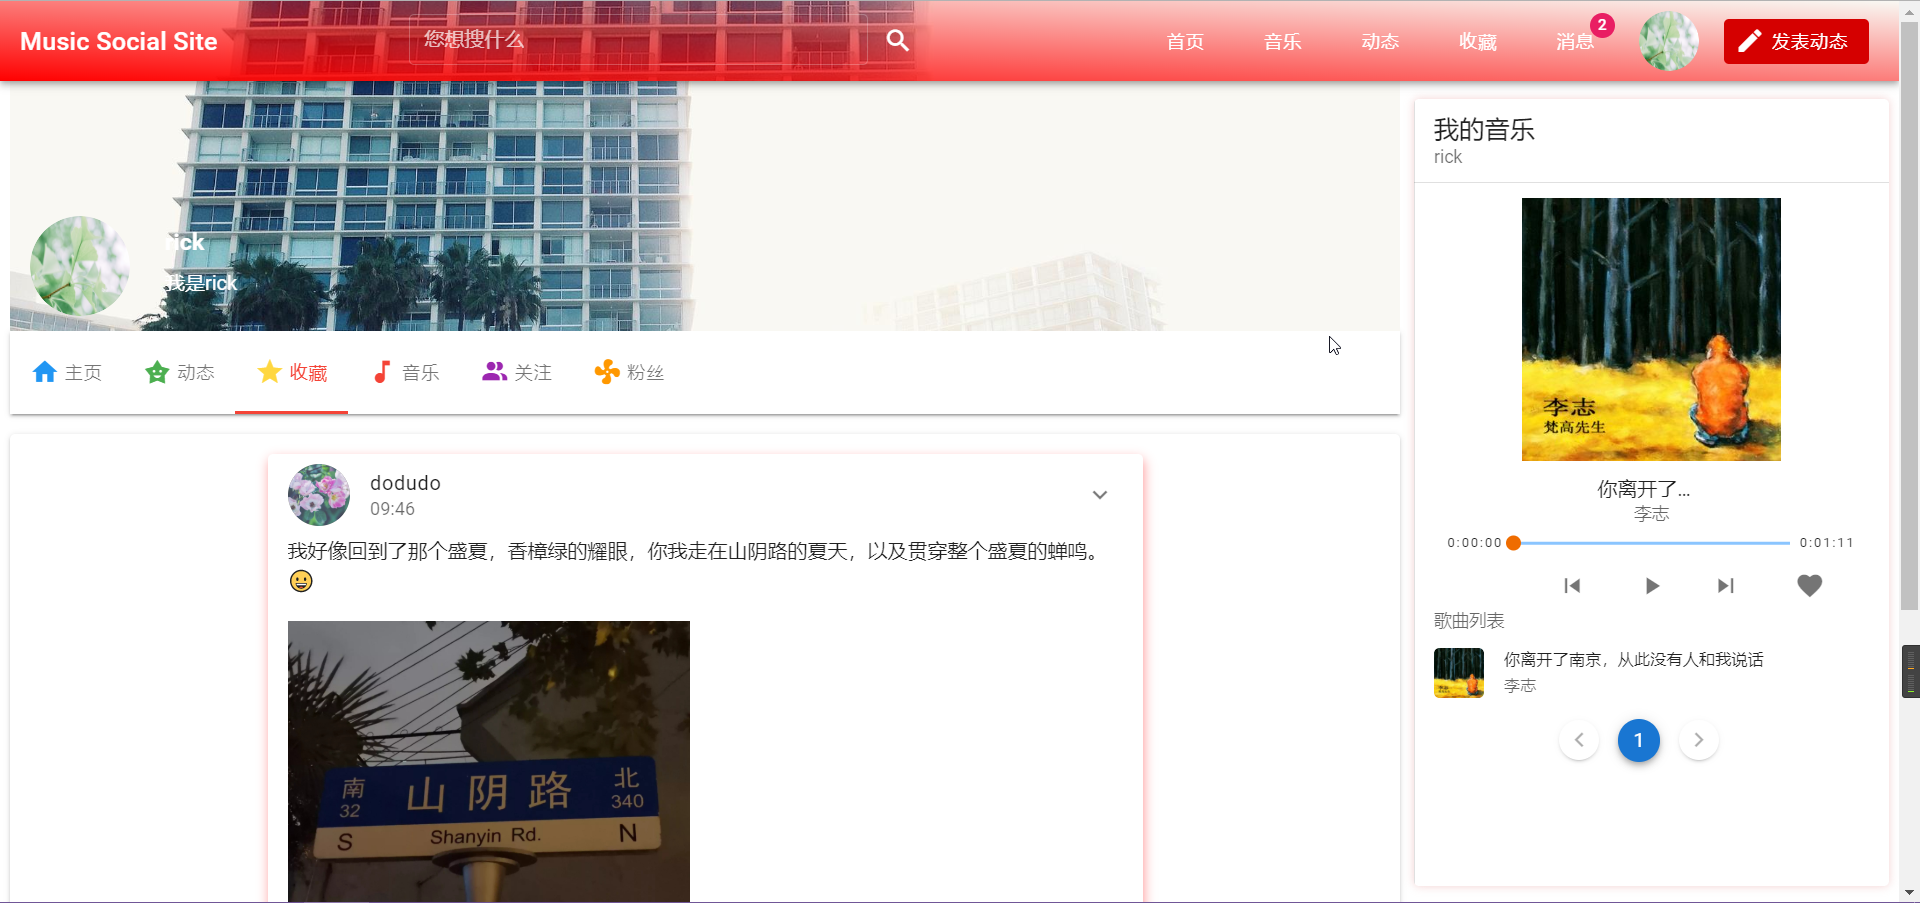 Music Social Site
您想搜什么
首页
音乐
动态
收藏
消息
2
发表动态
rick
我是rick
主页
动态
收藏
音乐
关注
粉丝
dodudo
09:46
我好像回到了那个盛夏，香樟绿的耀眼，你我走在山阴路的夏天，以及贯穿整个盛夏的蝉鸣。
😀
南 山阴路 北
32 340
S Shanyin Rd. N
我的音乐
rick
李志
梵高先生
你离开了...
李志
0:00:00
0:01:11
歌曲列表
你离开了南京，从此没有人和我说话
李志
1